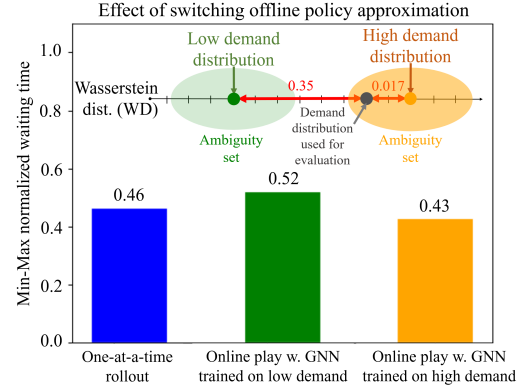 Effect of switching offline policy approximation
Min-Max normalized waiting time
1.0
0.8
0.6
0.4
0.2
0.0
Low demand
distribution
High demand
distribution
Wasserstein
dist. (WD)
0.35
0.017
Ambiguity
set
Demand
distribution
used for
evaluation
Ambiguity
set
0.46
0.52
0.43
One-at-a-time
rollout
Online play w. GNN
trained on low demand
Online play w. GNN
trained on high demand